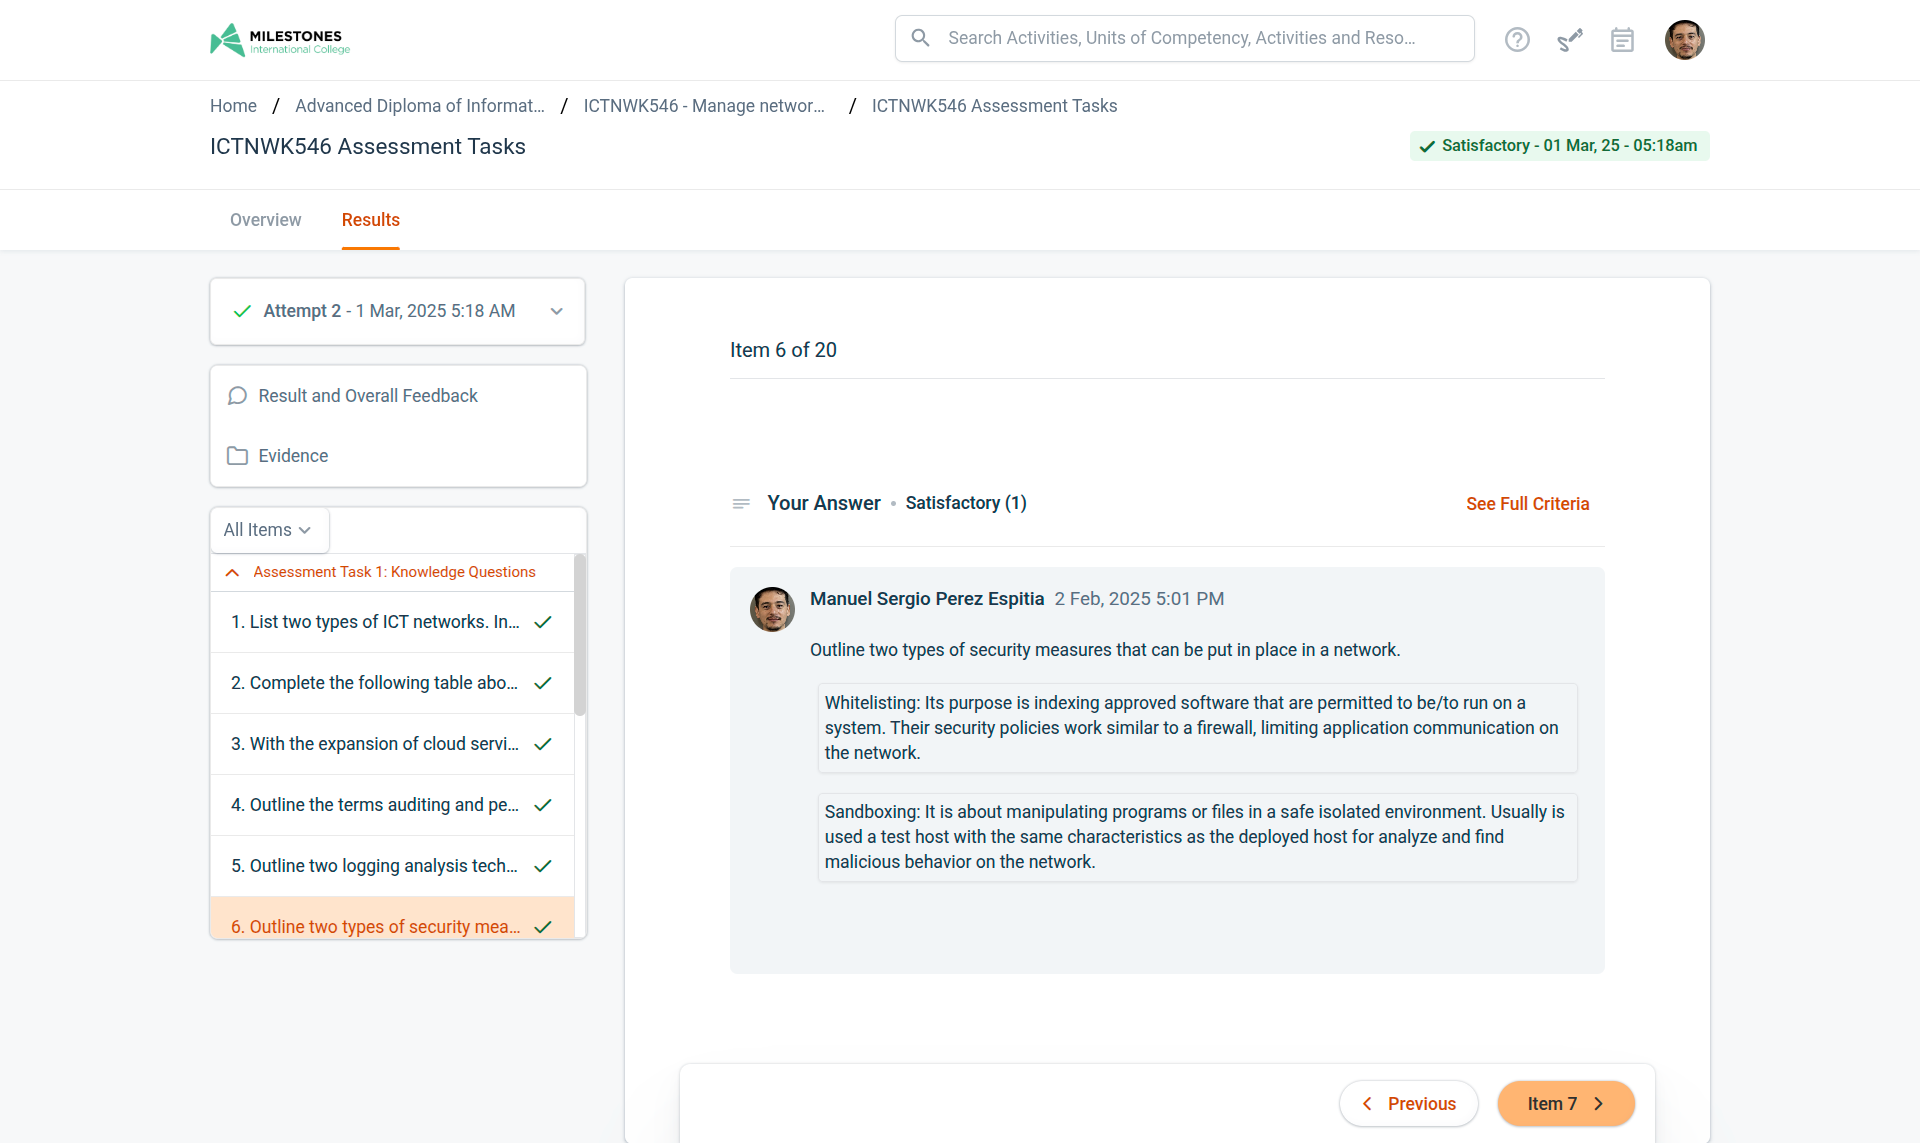 MILESTONES
International College
Search Activities, Units of Competency, Activities and Reso...
Home / Advanced Diploma of Informat... / ICTNWK546 - Manage networ... / ICTNWK546 Assessment Tasks
ICTNWK546 Assessment Tasks
Satisfactory - 01 Mar, 25 - 05:18am
Overview
Results
Attempt 2 - 1 Mar, 2025 5:18 AM
Result and Overall Feedback
Evidence
All Items
Assessment Task 1: Knowledge Questions
1. List two types of ICT networks. In...
2. Complete the following table abo...
3. With the expansion of cloud servi...
4. Outline the terms auditing and pe...
5. Outline two logging analysis tech...
6. Outline two types of security mea...
Item 6 of 20
Your Answer • Satisfactory (1)
See Full Criteria
Manuel Sergio Perez Espitia 2 Feb, 2025 5:01 PM
Outline two types of security measures that can be put in place in a network.
Whitelisting: Its purpose is indexing approved software that are permitted to be/to run on a
system. Their security policies work similar to a firewall, limiting application communication on
the network.
Sandboxing: It is about manipulating programs or files in a safe isolated environment. Usually is
used a test host with the same characteristics as the deployed host for analyze and find
malicious behavior on the network.
Previous
Item 7